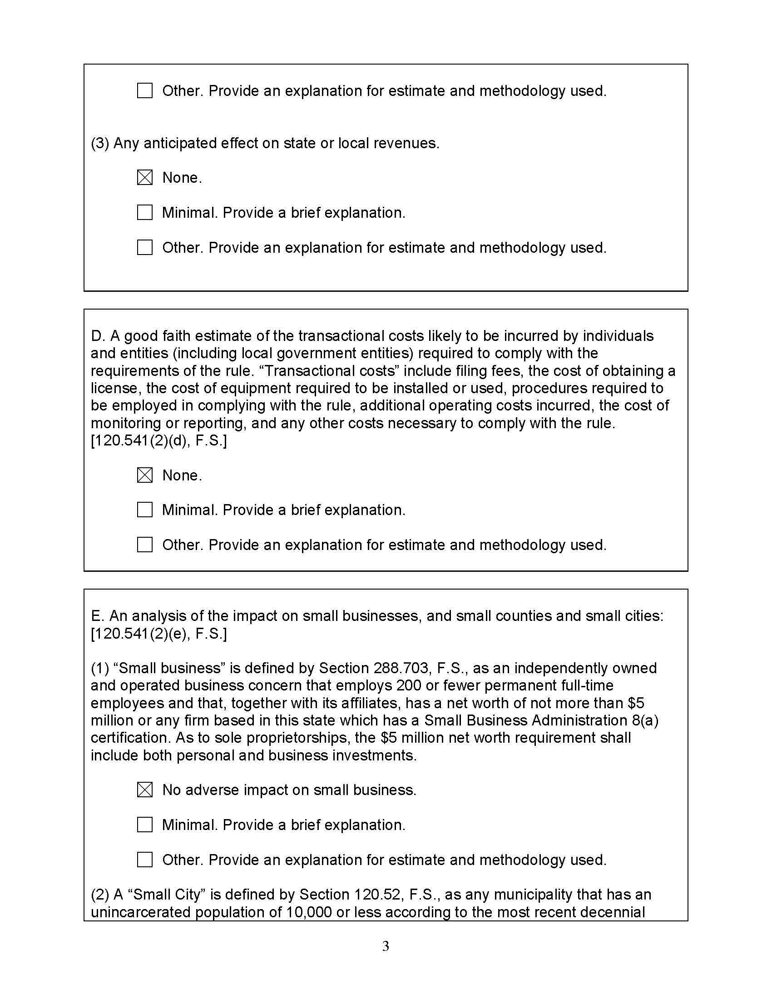 ☐ Other. Provide an explanation for estimate and methodology used.
(3) Any anticipated effect on state or local revenues.
☒ None.
☐ Minimal. Provide a brief explanation.
☐ Other. Provide an explanation for estimate and methodology used.
D. A good faith estimate of the transactional costs likely to be incurred by individuals
and entities (including local government entities) required to comply with the
requirements of the rule. “Transactional costs” include filing fees, the cost of obtaining a
license, the cost of equipment required to be installed or used, procedures required to
be employed in complying with the rule, additional operating costs incurred, the cost of
monitoring or reporting, and any other costs necessary to comply with the rule.
[120.541(2)(d), F.S.]
☒ None.
☐ Minimal. Provide a brief explanation.
☐ Other. Provide an explanation for estimate and methodology used.
E. An analysis of the impact on small businesses, and small counties and small cities:
[120.541(2)(e), F.S.]
(1) “Small business” is defined by Section 288.703, F.S., as an independently owned
and operated business concern that employs 200 or fewer permanent full-time
employees and that, together with its affiliates, has a net worth of not more than $5
million or any firm based in this state which has a Small Business Administration 8(a)
certification. As to sole proprietorships, the $5 million net worth requirement shall
include both personal and business investments.
☒ No adverse impact on small business.
☐ Minimal. Provide a brief explanation.
☐ Other. Provide an explanation for estimate and methodology used.
(2) A “Small City” is defined by Section 120.52, F.S., as any municipality that has an
unincarcerated population of 10,000 or less according to the most recent decennial
3